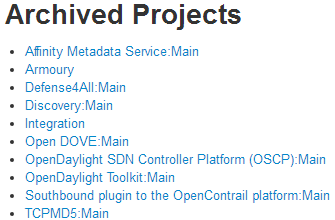 Archived Projects
Affinity Metadata Service:Main
Armoury
Defense4All:Main
Discovery:Main
Integration
Open DOVE:Main
OpenDaylight SDN Controller Platform (OSCP):Main
OpenDaylight Toolkit:Main
Southbound plugin to the OpenContrail platform:Main
TCPMD5:Main